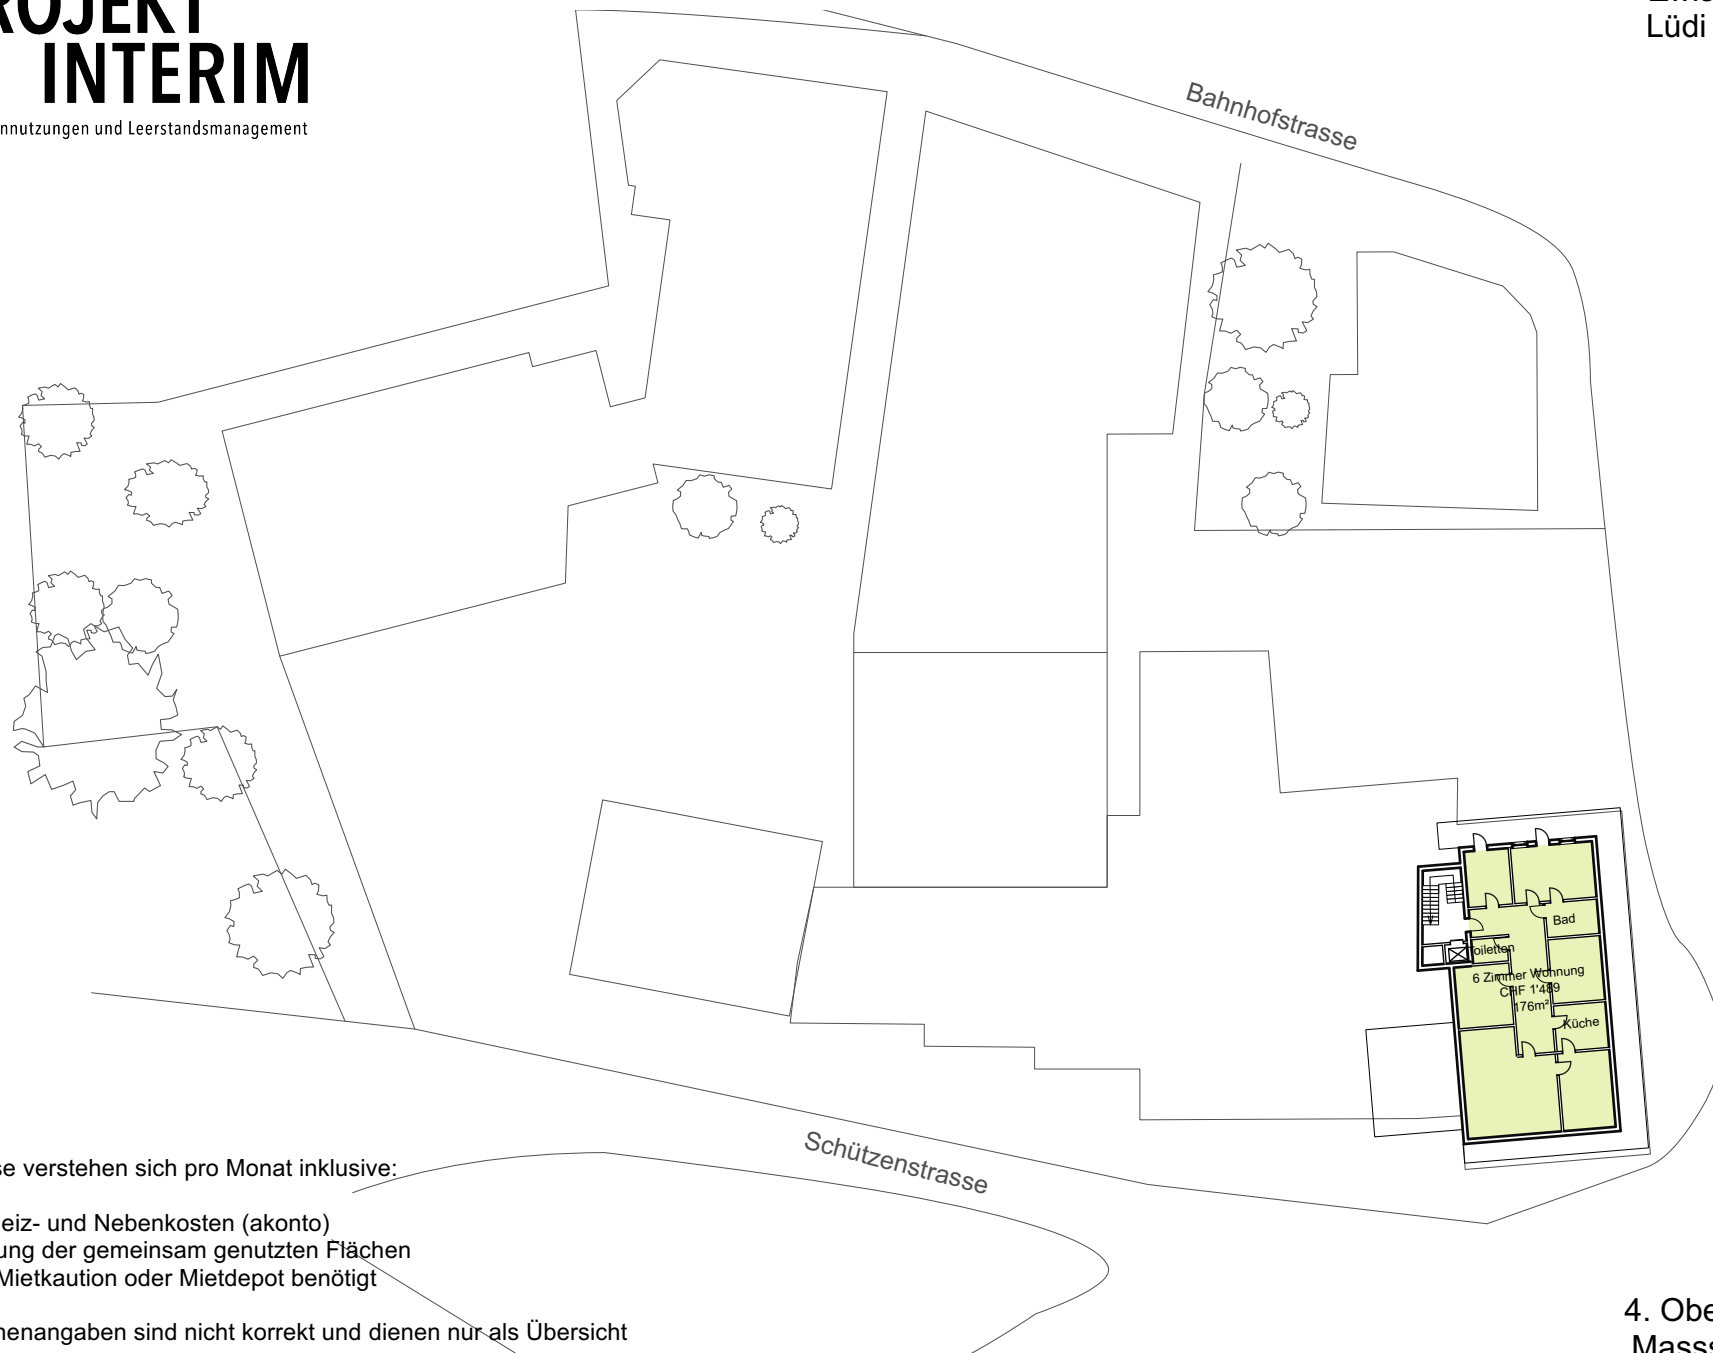 ROJEKT
INTERIM
nnutzungen und Leerstandsmanagement
Lüdi
Bahnhofstrasse
Bad
Toiletten
6 Zimmer Wohnung
CHF 1'489
176m²
Küche
Schützenstrasse
se verstehen sich pro Monat inklusive:
eiz- und Nebenkosten (akonto)
ung der gemeinsam genutzten Flächen
Mietkaution oder Mietdepot benötigt
henangaben sind nicht korrekt und dienen nur als Übersicht
4. Obe
Masss